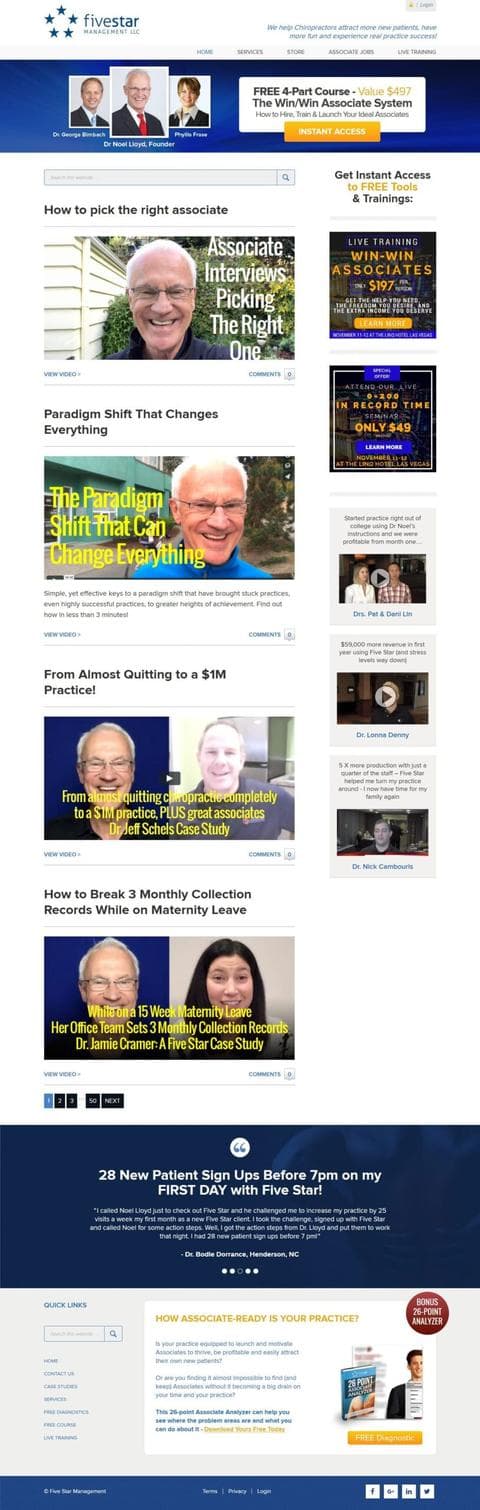 Login
fivestar
MANAGEMENT LLC
We help Chiropractors attract more new patients, have
more fun and experience real practice success!
HOME SERVICES STORE ASSOCIATE JOBS LIVE TRAINING
FREE 4-Part Course - Value $497
The Win/Win Associate System
How to Hire, Train & Launch Your Ideal Associates
INSTANT ACCESS
Dr. George Birnbach
Phyllis Frase
Dr Noel Lloyd, Founder
Search this website …
How to pick the right associate
Associate
Interviews
Picking
The Right
One
VIEW VIDEO >
COMMENTS 0
Paradigm Shift That Changes
Everything
The Paradigm
Shift That Can
Change Everything
Simple, yet effective keys to a paradigm shift that have brought stuck practices,
even highly successful practices, to greater heights of achievement. Find out
how in less than 3 minutes!
VIEW VIDEO >
COMMENTS 0
From Almost Quitting to a $1M
Practice!
From almost quitting chiropractic completely
to a $1M practice, PLUS great associates
Dr. Jeff Schels Case Study
VIEW VIDEO >
COMMENTS 0
How to Break 3 Monthly Collection
Records While on Maternity Leave
While on a 15 Week Maternity Leave
Her Office Team Sets 3 Monthly Collection Records
Dr. Jamie Cramer: A Five Star Case Study
VIEW VIDEO >
COMMENTS 0
1 2 3 … 50 NEXT
Get Instant Access
to FREE Tools
& Trainings:
LIVE TRAINING
WIN-WIN
ASSOCIATES
ONLY $197 PER PERSON
GET THE HELP YOU NEED,
THE FREEDOM YOU DESIRE, AND
THE EXTRA INCOME YOU DESERVE
LEARN MORE
NOVEMBER 11-12 AT THE LINQ HOTEL LAS VEGAS
SPECIAL
OFFER!
ATTEND OUR LIVE
0-200
IN RECORD TIME
SEMINAR
ONLY $49
LEARN MORE
NOVEMBER 11-12
AT THE LINQ HOTEL LAS VEGAS
Started practice right out of
college using Dr Noel's
instructions and we were
profitable from month one…
Drs. Pat & Dani Lin
$59,000 more revenue in first
year using Five Star (and stress
levels way down)
Dr. Lonna Denny
5 X more production with just a
quarter of the staff – Five Star
helped me turn my practice
around - I now have time for my
family again
Dr. Nick Cambouris
28 New Patient Sign Ups Before 7pm on my
FIRST DAY with Five Star!
"I called Noel Lloyd just to check out Five Star and he challenged me to increase my practice by 25
visits a week my first month as a new Five Star client. I took the challenge, signed up with Five Star
and called Noel for some action steps. Well, I got the action steps from Dr. Lloyd and put them to work
that night. I had 28 new patient sign ups before 7 pm!"
- Dr. Bodie Dorrance, Henderson, NC
QUICK LINKS
Search this website …
HOME
CONTACT US
CASE STUDIES
SERVICES
FREE DIAGNOSTICS
FREE COURSE
LIVE TRAINING
HOW ASSOCIATE-READY IS YOUR PRACTICE?
BONUS
26-POINT
ANALYZER
Is your practice equipped to launch and motivate
Associates to thrive, be profitable and easily attract
their own new patients?
Or are you finding it almost impossible to find (and
keep) Associates without it becoming a big drain on
your time and your practice?
This 26-point Associate Analyzer can help you
see where the problem areas are and what you
can do about it - Download Yours Free Today
26 POINT
ASSOCIATE
ANALYZER
FREE Diagnostic
© Five Star Management
Terms | Privacy | Login